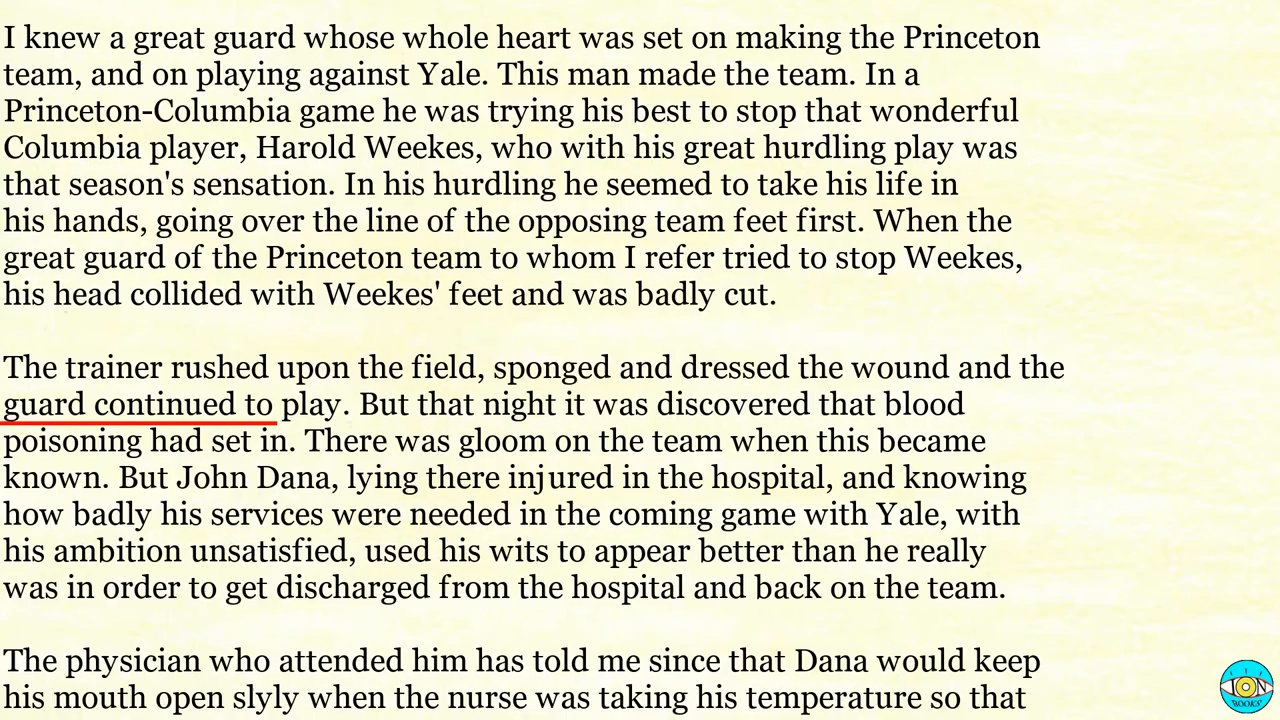 I knew a great guard whose whole heart was set on making the Princeton
team, and on playing against Yale. This man made the team. In a
Princeton-Columbia game he was trying his best to stop that wonderful
Columbia player, Harold Weekes, who with his great hurdling play was
that season's sensation. In his hurdling he seemed to take his life in
his hands, going over the line of the opposing team feet first. When the
great guard of the Princeton team to whom I refer tried to stop Weekes,
his head collided with Weekes' feet and was badly cut.
The trainer rushed upon the field, sponged and dressed the wound and the
guard continued to play. But that night it was discovered that blood
poisoning had set in. There was gloom on the team when this became
known. But John Dana, lying there injured in the hospital, and knowing
how badly his services were needed in the coming game with Yale, with
his ambition unsatisfied, used his wits to appear better than he really
was in order to get discharged from the hospital and back on the team.
The physician who attended him has told me since that Dana would keep
his mouth open slyly when the nurse was taking his temperature so that
ION
BOOKS